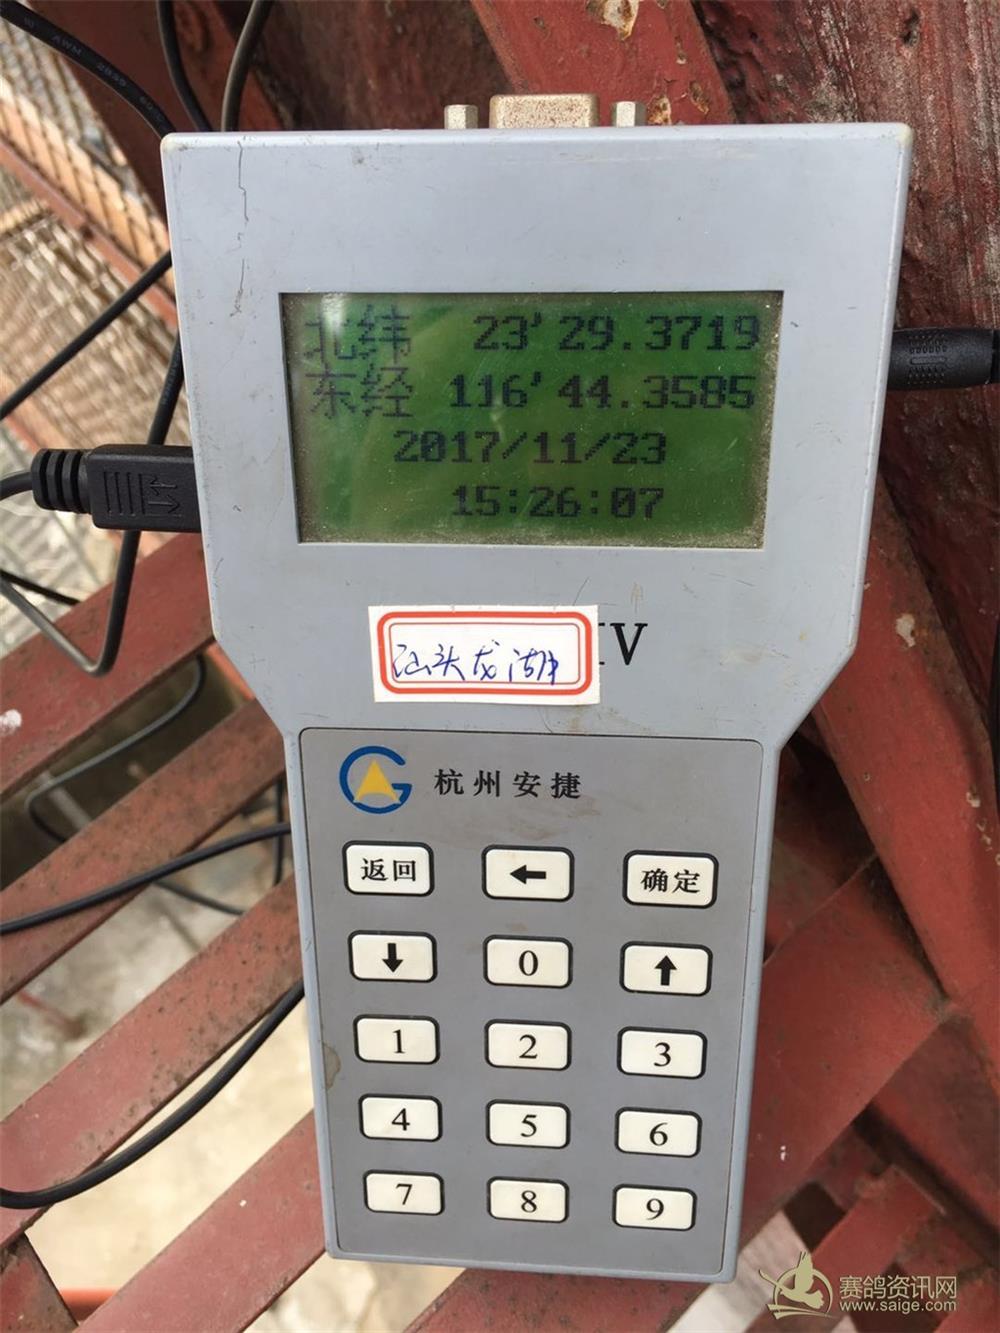 北纬 23'29.3719
东经 116'44.3585
2017/11/23
15:26:07
汕头龙湖
IV
杭州安捷
返回 ← 确定
↓ 0 ↑
1 2 3
4 5 6
7 8 9
赛鸽资讯网
www.saige.com